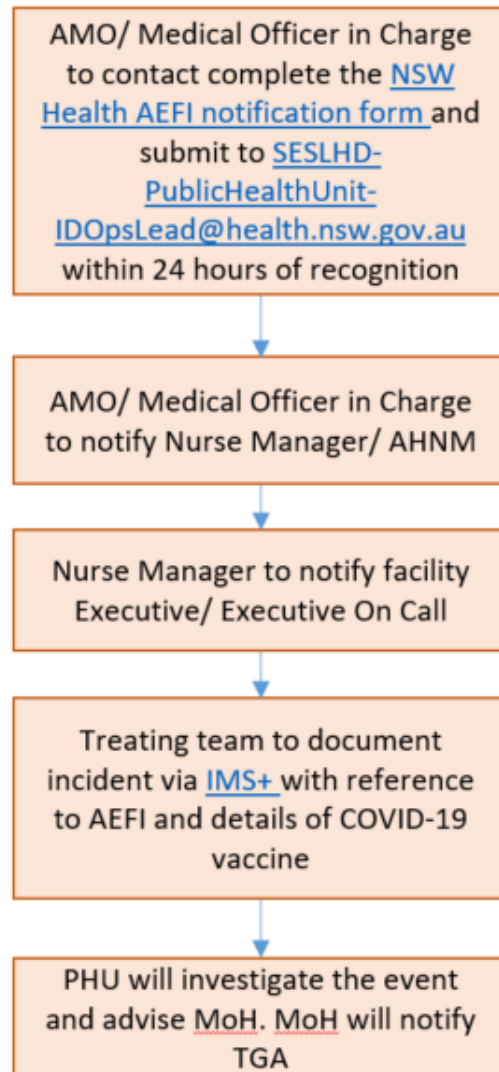 AMO/ Medical Officer in Charge
to contact complete the NSW
Health AEFI notification form and
submit to SESLHD-
PublicHealthUnit-
IDOpsLead@health.nsw.gov.au
within 24 hours of recognition
AMO/ Medical Officer in Charge
to notify Nurse Manager/ AHNM
Nurse Manager to notify facility
Executive/ Executive On Call
Treating team to document
incident via IMS+ with reference
to AEFI and details of COVID-19
vaccine
PHU will investigate the event
and advise MoH. MoH will notify
TGA